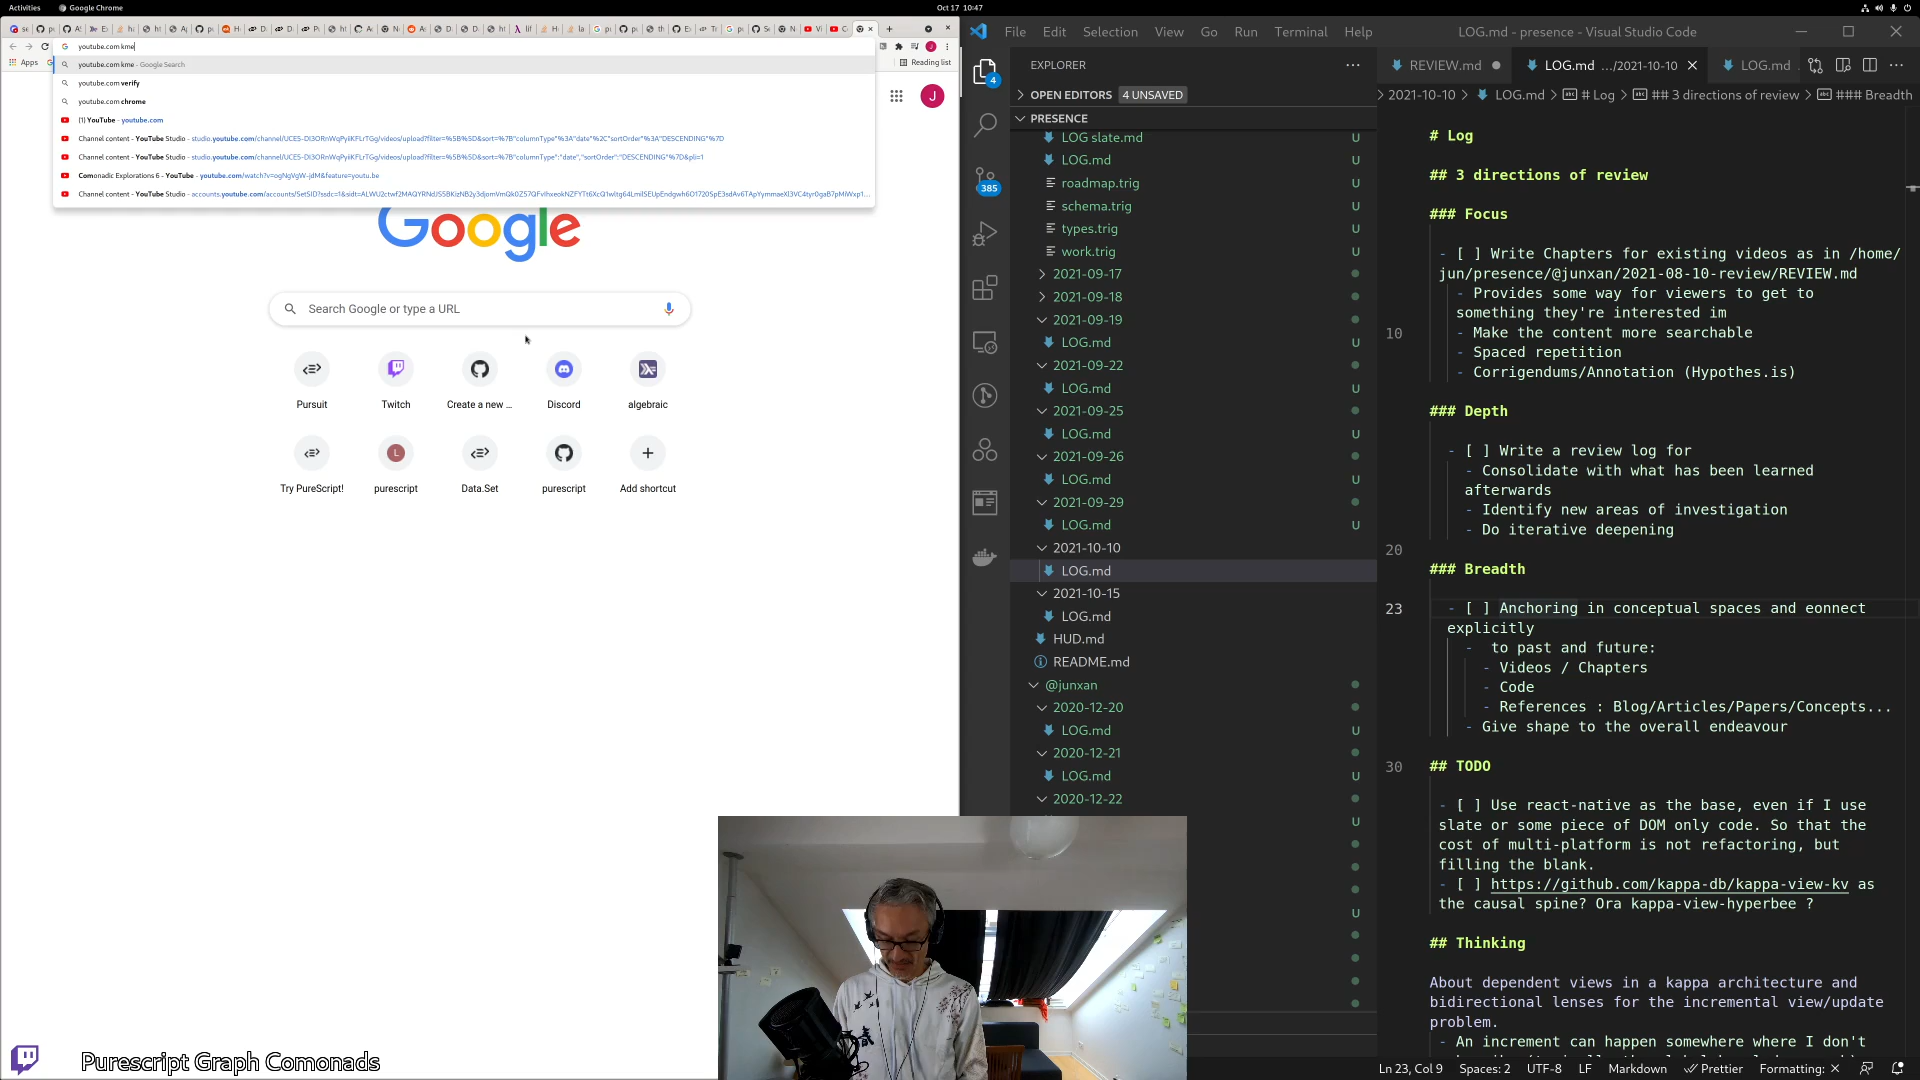 Activities
Google Chrome
Oct 17 10:47
youtube.com kme
youtube.com kme - Google Search
youtube.com verify
youtube.com chrome
(1) YouTube - youtube.com
Channel content - YouTube Studio -
Channel content - YouTube Studio -
Comonadic Explorations 6 - YouTube -
Channel content - YouTube Studio -
Apps
Reading list
J
Google
Search Google or type a URL
Pursuit
Twitch
Create a new ...
Discord
algebraic
L
Try PureScript!
purescript
Data.Set
purescript
Add shortcut
Purescript Graph Comonads
File Edit Selection View Go Run Terminal Help
LOG.md - presence - Visual Studio Code
EXPLORER
OPEN EDITORS 4 UNSAVED
PRESENCE
4
385
LOG slate.md U
LOG.md U
roadmap.trig U
schema.trig U
types.trig U
work.trig U
2021-09-17
2021-09-18
2021-09-19
LOG.md U
2021-09-22
LOG.md U
2021-09-25
LOG.md U
2021-09-26
LOG.md U
2021-09-29
LOG.md U
2021-10-10
LOG.md
2021-10-15
LOG.md
HUD.md
README.md
@junxan
2020-12-20
LOG.md U
2020-12-21
LOG.md U
2020-12-22
U
U
REVIEW.md
LOG.md .../2021-10-10
LOG.md
2021-10-10 > LOG.md > # Log > ## 3 directions of review > ### Breadth
# Log
## 3 directions of review
### Focus
- [ ] Write Chapters for existing videos as in /home/
jun/presence/@junxan/2021-08-10-review/REVIEW.md
- Provides some way for viewers to get to
something they're interested im
10
- Make the content more searchable
- Spaced repetition
- Corrigendums/Annotation (Hypothes.is)
### Depth
- [ ] Write a review log for
- Consolidate with what has been learned
afterwards
- Identify new areas of investigation
- Do iterative deepening
20
### Breadth
23
- [ ] Anchoring in conceptual spaces and eonnect
explicitly
- to past and future:
- Videos / Chapters
- Code
- References : Blog/Articles/Papers/Concepts...
- Give shape to the overall endeavour
30
## TODO
- [ ] Use react-native as the base, even if I use
slate or some piece of DOM only code. So that the
cost of multi-platform is not refactoring, but
filling the blank.
- [ ] https://github.com/kappa-db/kappa-view-kv as
the causal spine? Ora kappa-view-hyperbee ?
## Thinking
About dependent views in a kappa architecture and
bidirectional lenses for the incremental view/update
problem.
- An increment can happen somewhere where I don't
Ln 23, Col 9 Spaces: 2 UTF-8 LF Markdown Prettier Formatting: ✕